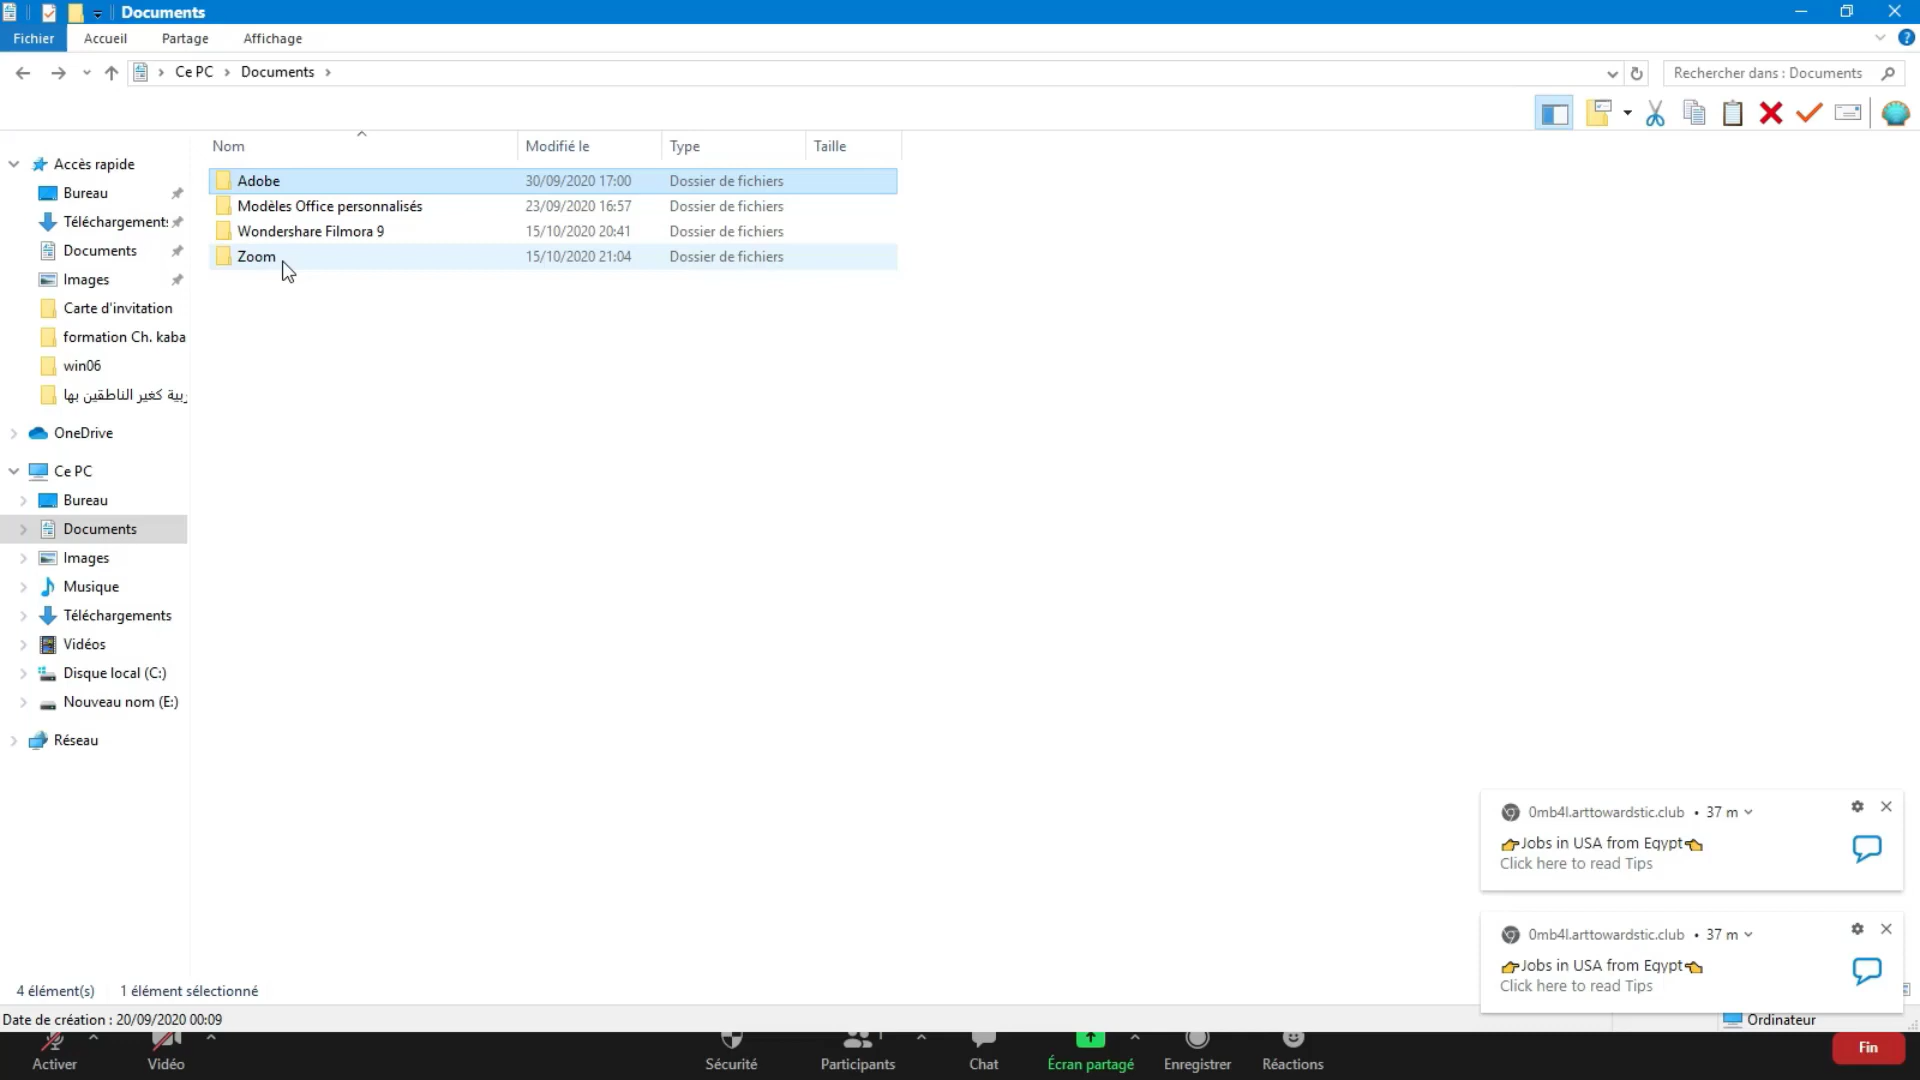 Documents
Fichier Accueil Partage Affichage
Ce PC Documents
Rechercher dans : Documents
Nom Modifié le Type Taille
Adobe 30/09/2020 17:00 Dossier de fichiers
Modèles Office personnalisés 23/09/2020 16:57 Dossier de fichiers
Wondershare Filmora 9 15/10/2020 20:41 Dossier de fichiers
Zoom 15/10/2020 21:04 Dossier de fichiers
Accès rapide
Bureau
Téléchargements
Documents
Images
Carte d'invitation
formation Ch. kaba
win06
ربية كغير الناطقين بها
OneDrive
Ce PC
Bureau
Documents
Images
Musique
Téléchargements
Vidéos
Disque local (C:)
Nouveau nom (E:)
Réseau
0mb4l.arttowardstic.club • 37 m
👉Jobs in USA from Egypt👈
Click here to read Tips
0mb4l.arttowardstic.club • 37 m
👉Jobs in USA from Egypt👈
Click here to read Tips
4 élément(s) 1 élément sélectionné
Date de création : 20/09/2020 00:09
Ordinateur
Activer Vidéo Sécurité Participants Chat Écran partagé Enregistrer Réactions Fin